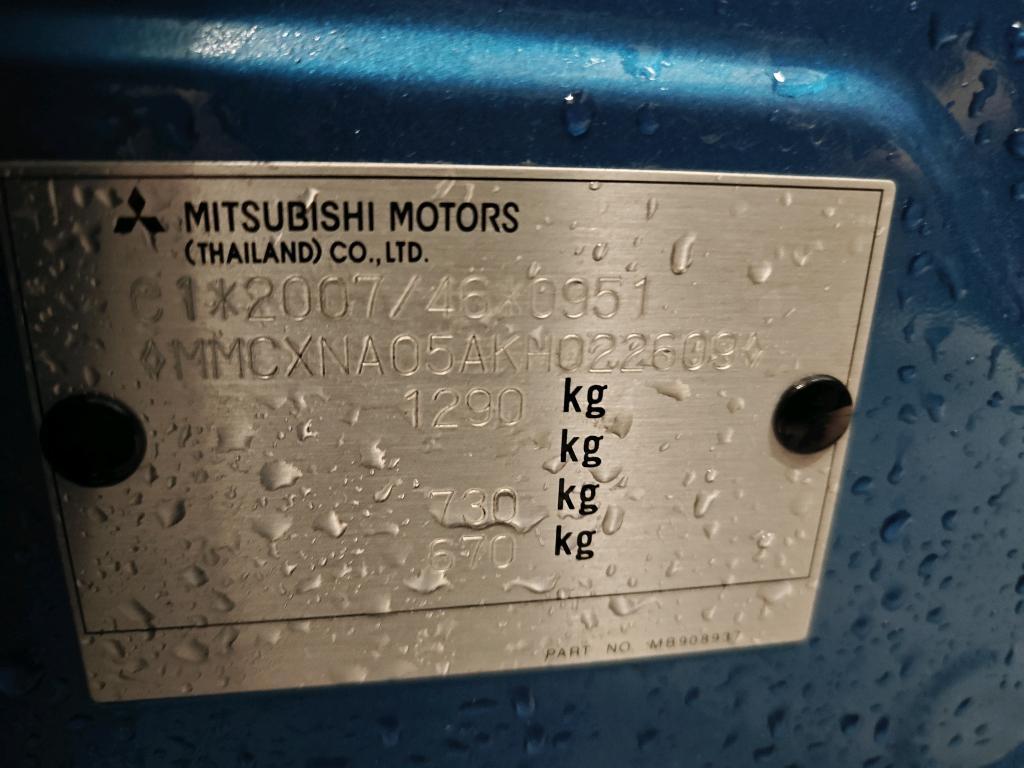 MITSUBISHI MOTORS
(THAILAND) CO., LTD.
e1*2007/46*0951
◊MMCXNA05AKH022609◊
1290 kg
kg
730 kg
670 kg
PART NO. MB908937